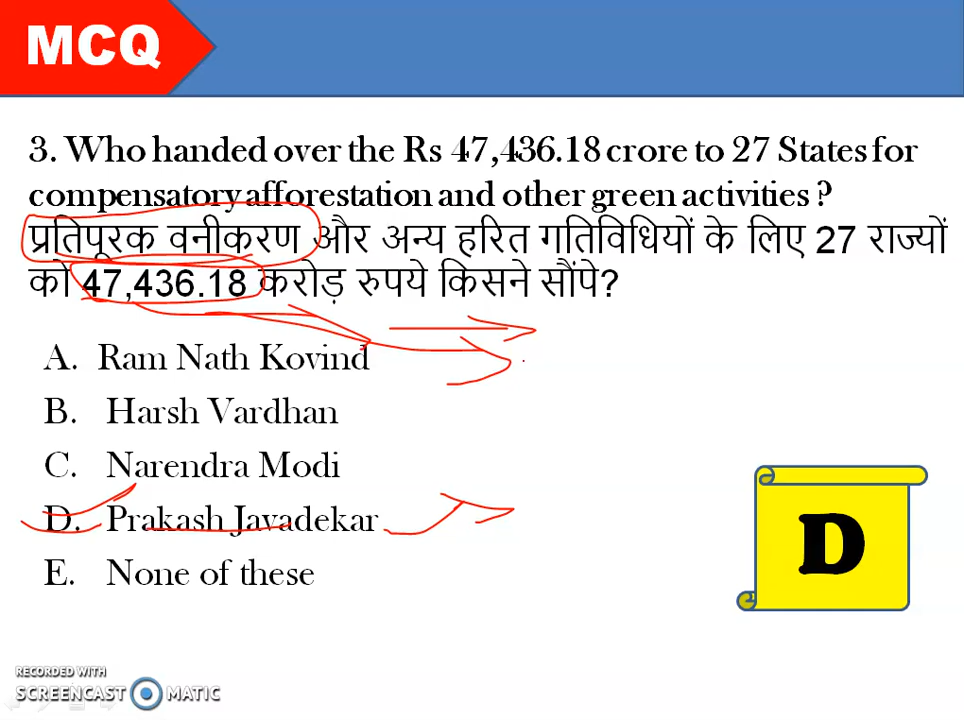 MCQ
3. Who handed over the Rs 47,436.18 crore to 27 States for
compensatory afforestation and other green activities ?
प्रतिपूरक वनीकरण और अन्य हरित गतिविधियों के लिए 27 राज्यों
को 47,436.18 करोड़ रुपये किसने सौंपे?
A. Ram Nath Kovind
B. Harsh Vardhan
C. Narendra Modi
D. Prakash Javadekar
E. None of these
D
RECORDED WITH
SCREENCAST MATIC